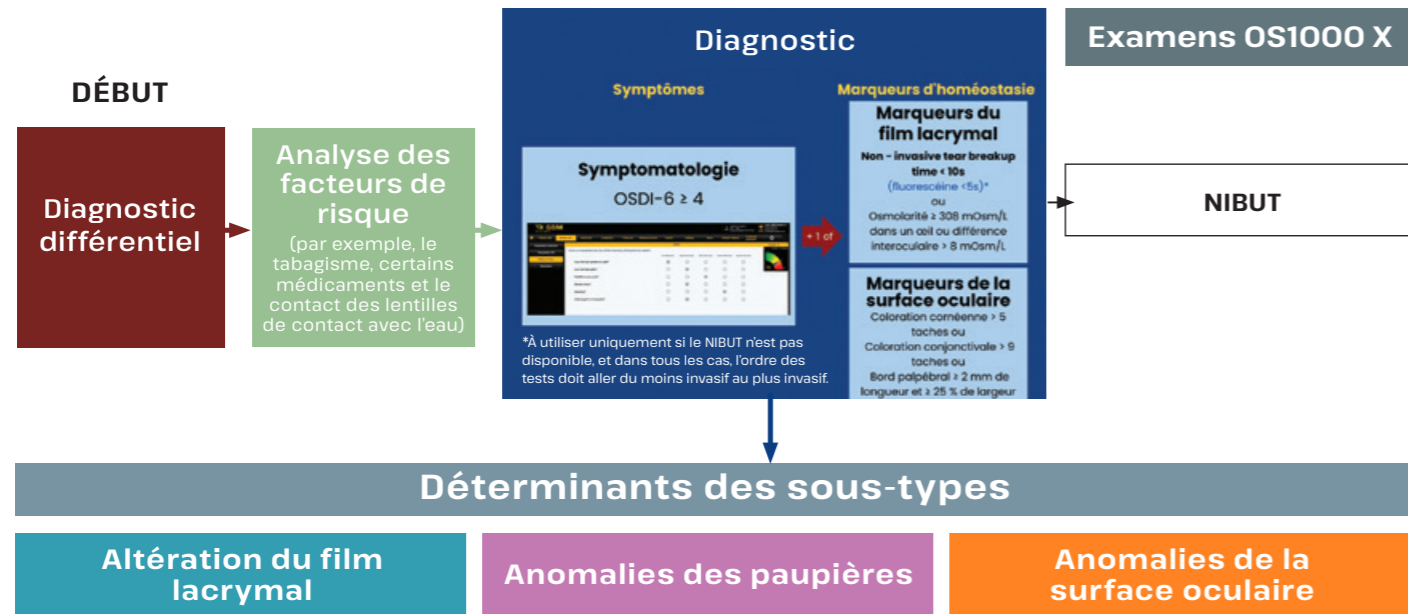 DÉBUT
Diagnostic
différentiel
Analyse des
facteurs de
risque
(par exemple, le
tabagisme, certains
médicaments et le
contact des lentilles
de contact avec l'eau)
Diagnostic
Symptômes
Symptomatologie
OSDI-6 ≥ 4
*À utiliser uniquement si le NIBUT n'est pas
disponible, et dans tous les cas, l'ordre des
tests doit aller du moins invasif au plus invasif.
+ 1 of
Marqueurs d'homéostasie
Marqueurs du
film lacrymal
Non - invasive tear breakup
time < 10s
(fluorescéine <5s)*
ou
Osmolarité ≥ 308 mOsm/L
dans un œil ou différence
interoculaire > 8 mOsm/L
Marqueurs de la
surface oculaire
Coloration cornéenne > 5
taches ou
Coloration conjonctivale > 9
taches ou
Bord palpébral ≥ 2 mm de
longueur et ≥ 25 % de largeur
Examens OS1000 X
NIBUT
Déterminants des sous-types
Altération du film
lacrymal
Anomalies des paupières
Anomalies de la
surface oculaire